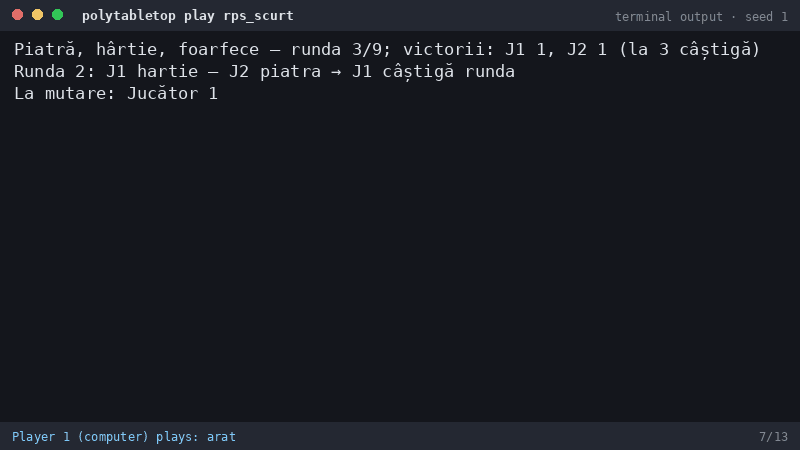 polytabletop play rps_scurt
terminal output · seed 1
Piatră, hârtie, foarfece — runda 3/9; victorii: J1 1, J2 1 (la 3 câștigă)
Runda 2: J1 hartie — J2 piatra → J1 câștigă runda
La mutare: Jucător 1
Player 1 (computer) plays: arat
7/13